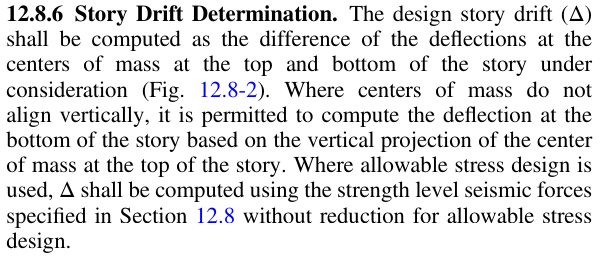 12.8.6 Story Drift Determination. The design story drift (Δ)
shall be computed as the difference of the deflections at the
centers of mass at the top and bottom of the story under
consideration (Fig. 12.8-2). Where centers of mass do not
align vertically, it is permitted to compute the deflection at the
bottom of the story based on the vertical projection of the center
of mass at the top of the story. Where allowable stress design is
used, Δ shall be computed using the strength level seismic forces
specified in Section 12.8 without reduction for allowable stress
design.